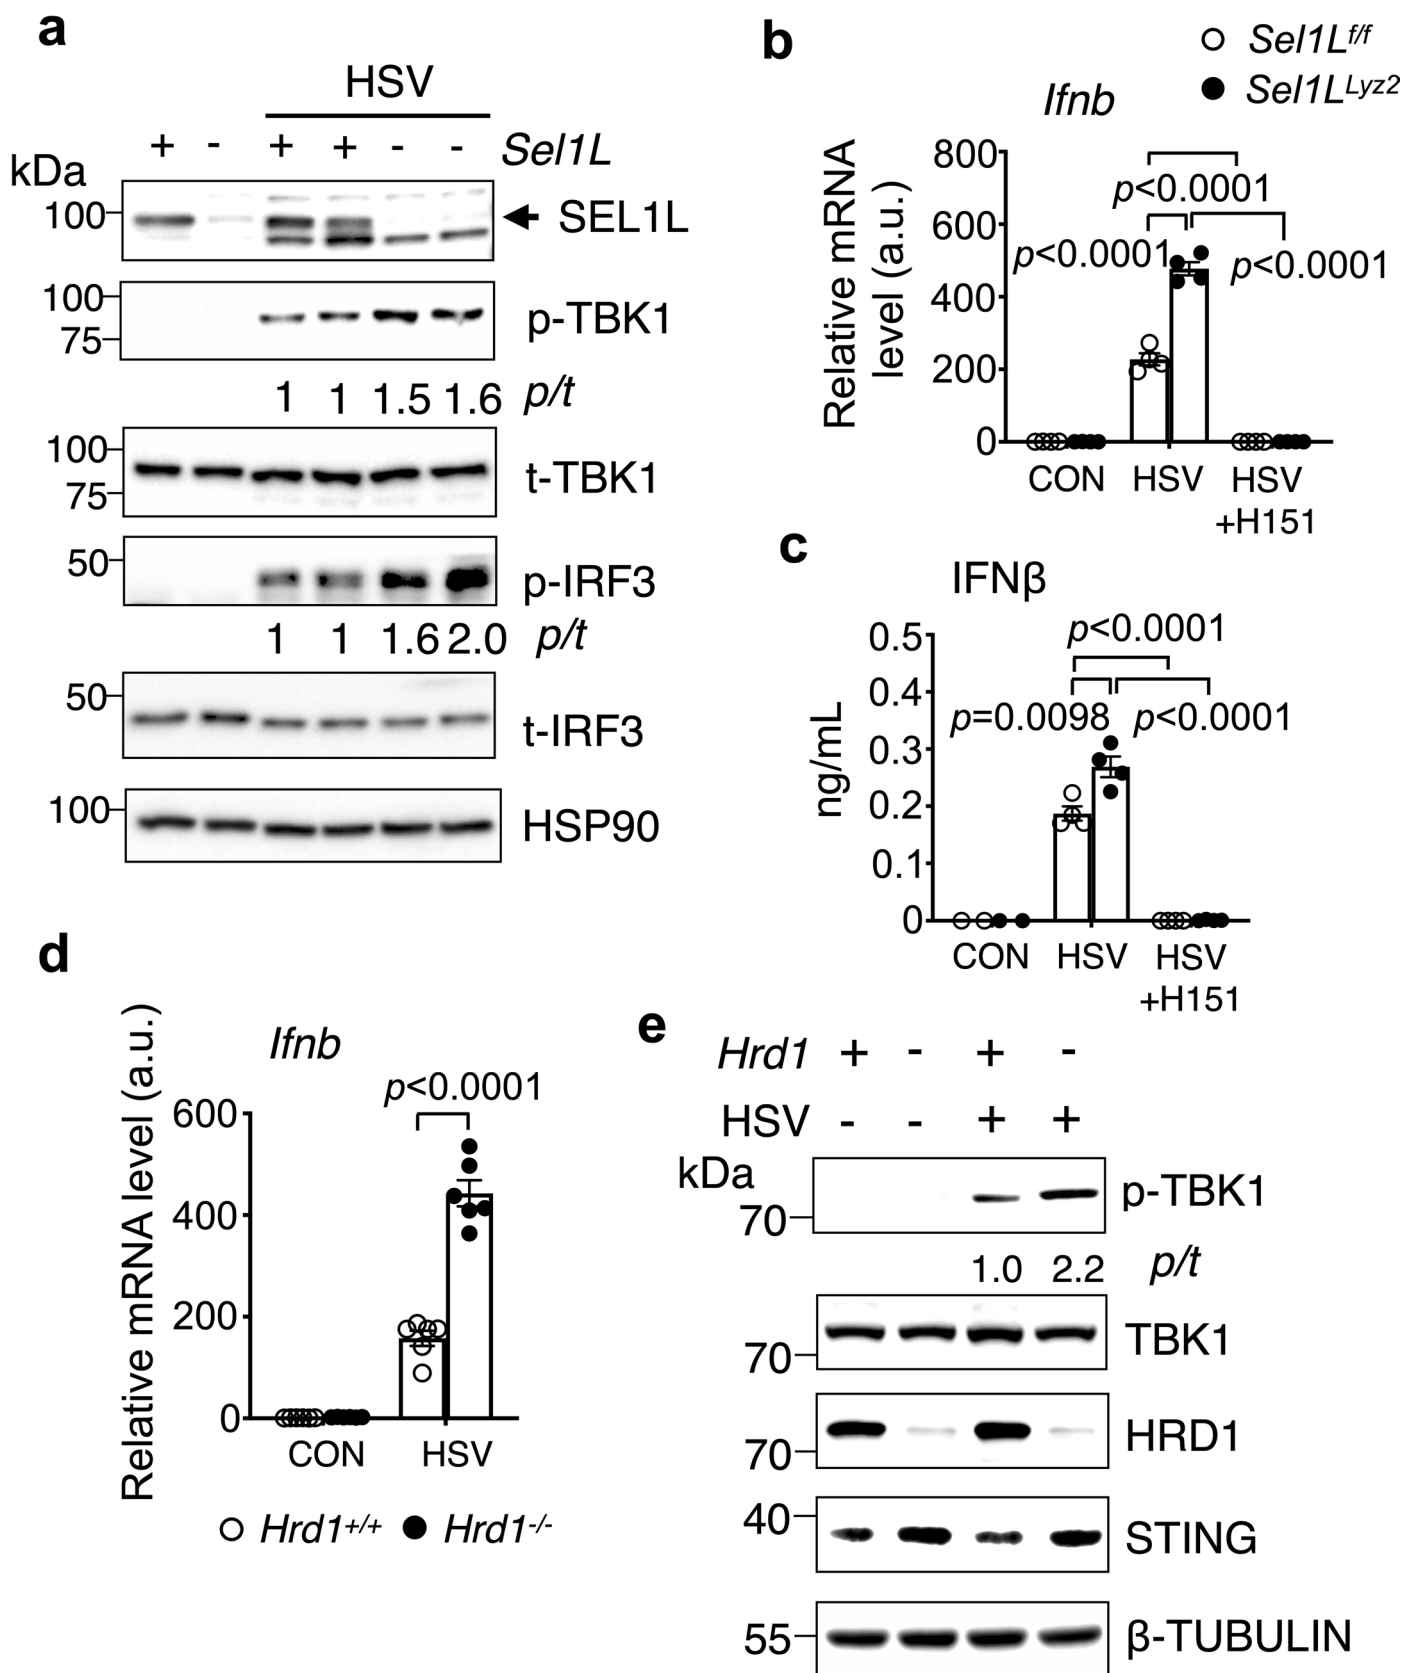 a
HSV
+ - + + - - Sel1L
kDa
100 SEL1L
100
75
p-TBK1
1 1 1.5 1.6 p/t
100
75
t-TBK1
50 p-IRF3
1 1 1.6 2.0 p/t
50 t-IRF3
100 HSP90
b
Sel1L^f/f
Sel1L^Lyz2
Ifnb
Relative mRNA
level (a.u.)
800
600
400
200
0
p<0.0001
p<0.0001
p<0.0001
CON HSV HSV
+H151
c
IFNβ
ng/mL
0.5
0.4
0.3
0.2
0.1
0
p<0.0001
p=0.0098 p<0.0001
CON HSV HSV
+H151
d
Ifnb
Relative mRNA level (a.u.)
600
400
200
0
p<0.0001
CON HSV
Hrd1+/+ Hrd1-/-
e
Hrd1 + - + -
HSV - - + +
kDa
70 p-TBK1
1.0 2.2 p/t
70 TBK1
70 HRD1
40 STING
55 β-TUBULIN